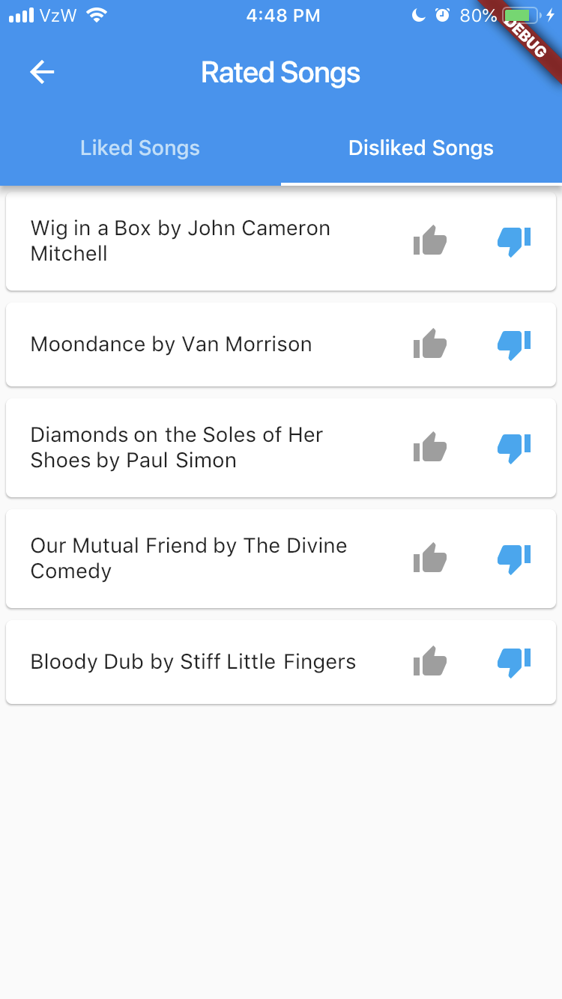 VzW 4:48 PM 80%
DEBUG
Rated Songs
Liked Songs Disliked Songs
Wig in a Box by John Cameron
Mitchell
Moondance by Van Morrison
Diamonds on the Soles of Her
Shoes by Paul Simon
Our Mutual Friend by The Divine
Comedy
Bloody Dub by Stiff Little Fingers